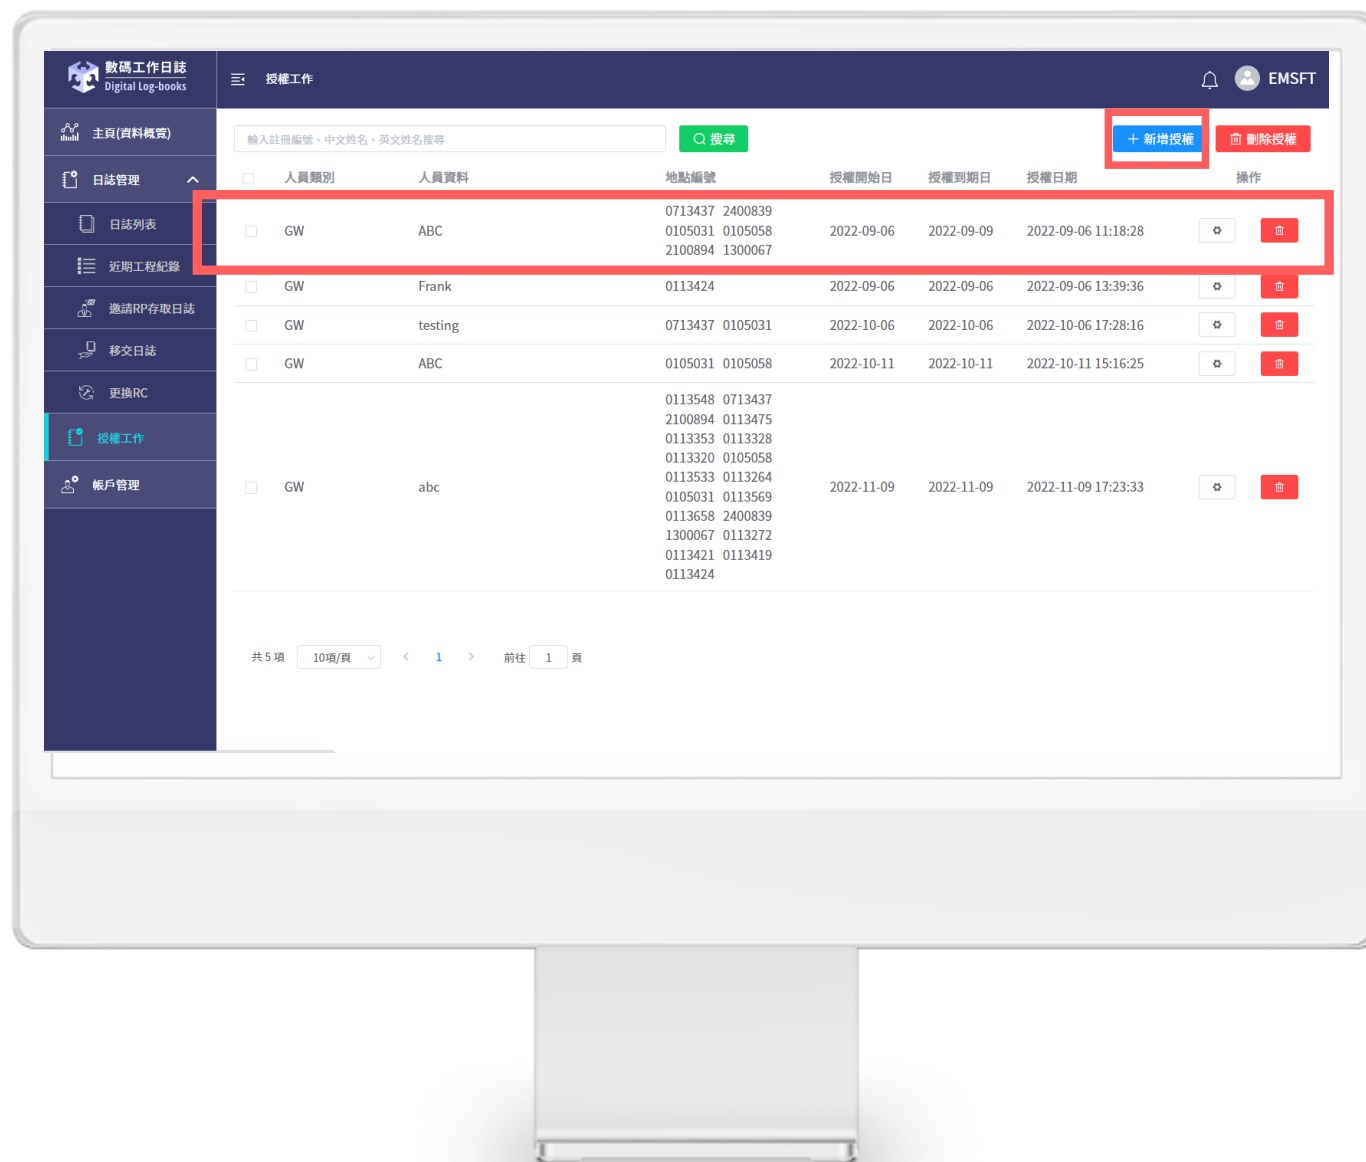 數碼工作日誌
Digital Log-books
授權工作
EMSFT
主頁(資料概覽)
日誌管理
日誌列表
近期工程紀錄
邀請RP存取日誌
移交日誌
更換RC
授權工作
帳戶管理
輸入註冊編號、中文姓名、英文姓名搜尋
搜尋
+ 新增授權
刪除授權
人員類別 人員資料 地點編號 授權開始日 授權到期日 授權日期 操作
0713437 2400839
GW ABC 0105031 0105058 2022-09-06 2022-09-09 2022-09-06 11:18:28
2100894 1300067
GW Frank 0113424 2022-09-06 2022-09-06 2022-09-06 13:39:36
GW testing 0713437 0105031 2022-10-06 2022-10-06 2022-10-06 17:28:16
GW ABC 0105031 0105058 2022-10-11 2022-10-11 2022-10-11 15:16:25
0113548 0713437
2100894 0113475
0113353 0113328
0113320 0105058
0113533 0113264
GW abc 0105031 0113569 2022-11-09 2022-11-09 2022-11-09 17:23:33
0113658 2400839
1300067 0113272
0113421 0113419
0113424
共 5 項 10項/頁 < 1 > 前往 1 頁